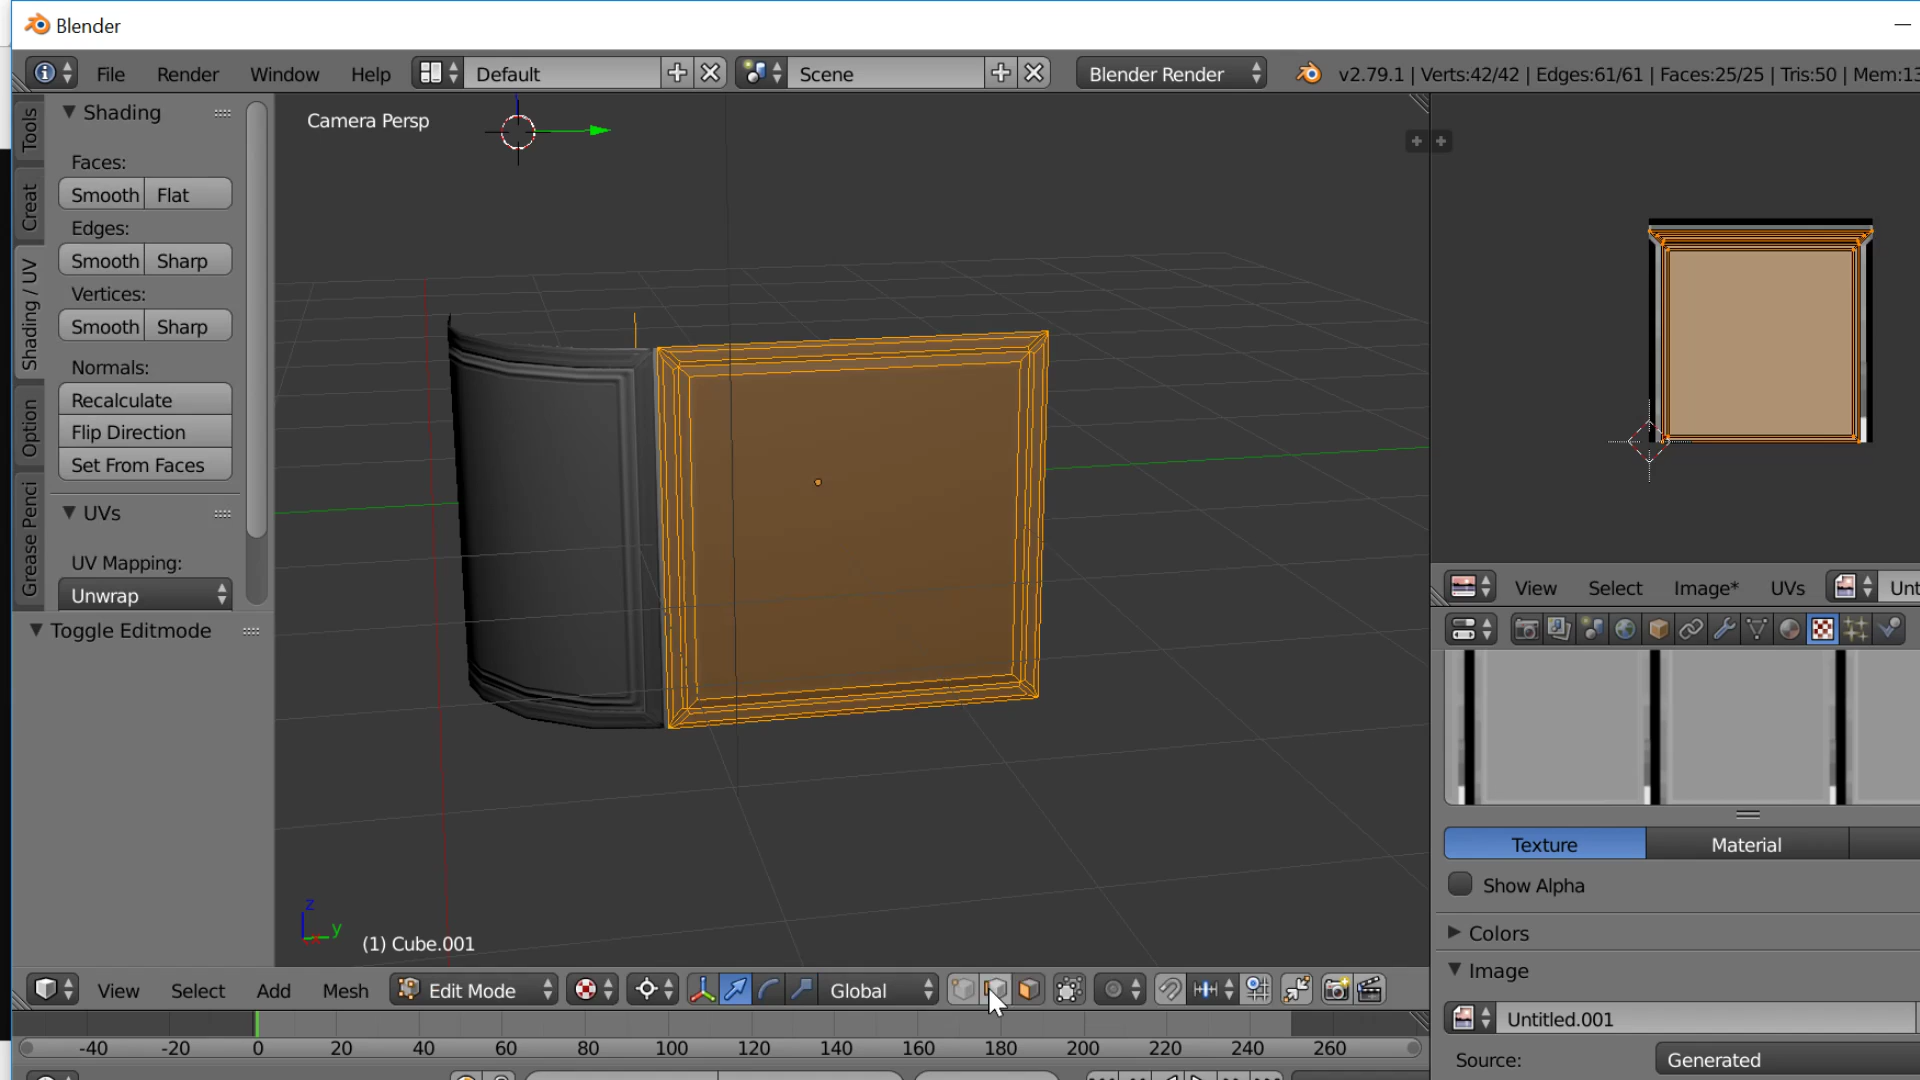 Blender
File Render Window Help Default Scene Blender Render v2.79.1 | Verts:42/42 | Edges:61/61 | Faces:25/25 | Tris:50 | Mem:13
Tools
Creat
Shading / UV
Option
Grease Penci
Shading
Faces:
Smooth Flat
Edges:
Smooth Sharp
Vertices:
Smooth Sharp
Normals:
Recalculate
Flip Direction
Set From Faces
UVs
UV Mapping:
Unwrap
Toggle Editmode
Camera Persp
z
y
x
(1) Cube.001
View Select Add Mesh Edit Mode Global
-40 -20 0 20 40 60 80 100 120 140 160 180 200 220 240 260
View Select Image* UVs Unt
Texture Material
Show Alpha
Colors
Image
Untitled.001
Source: Generated